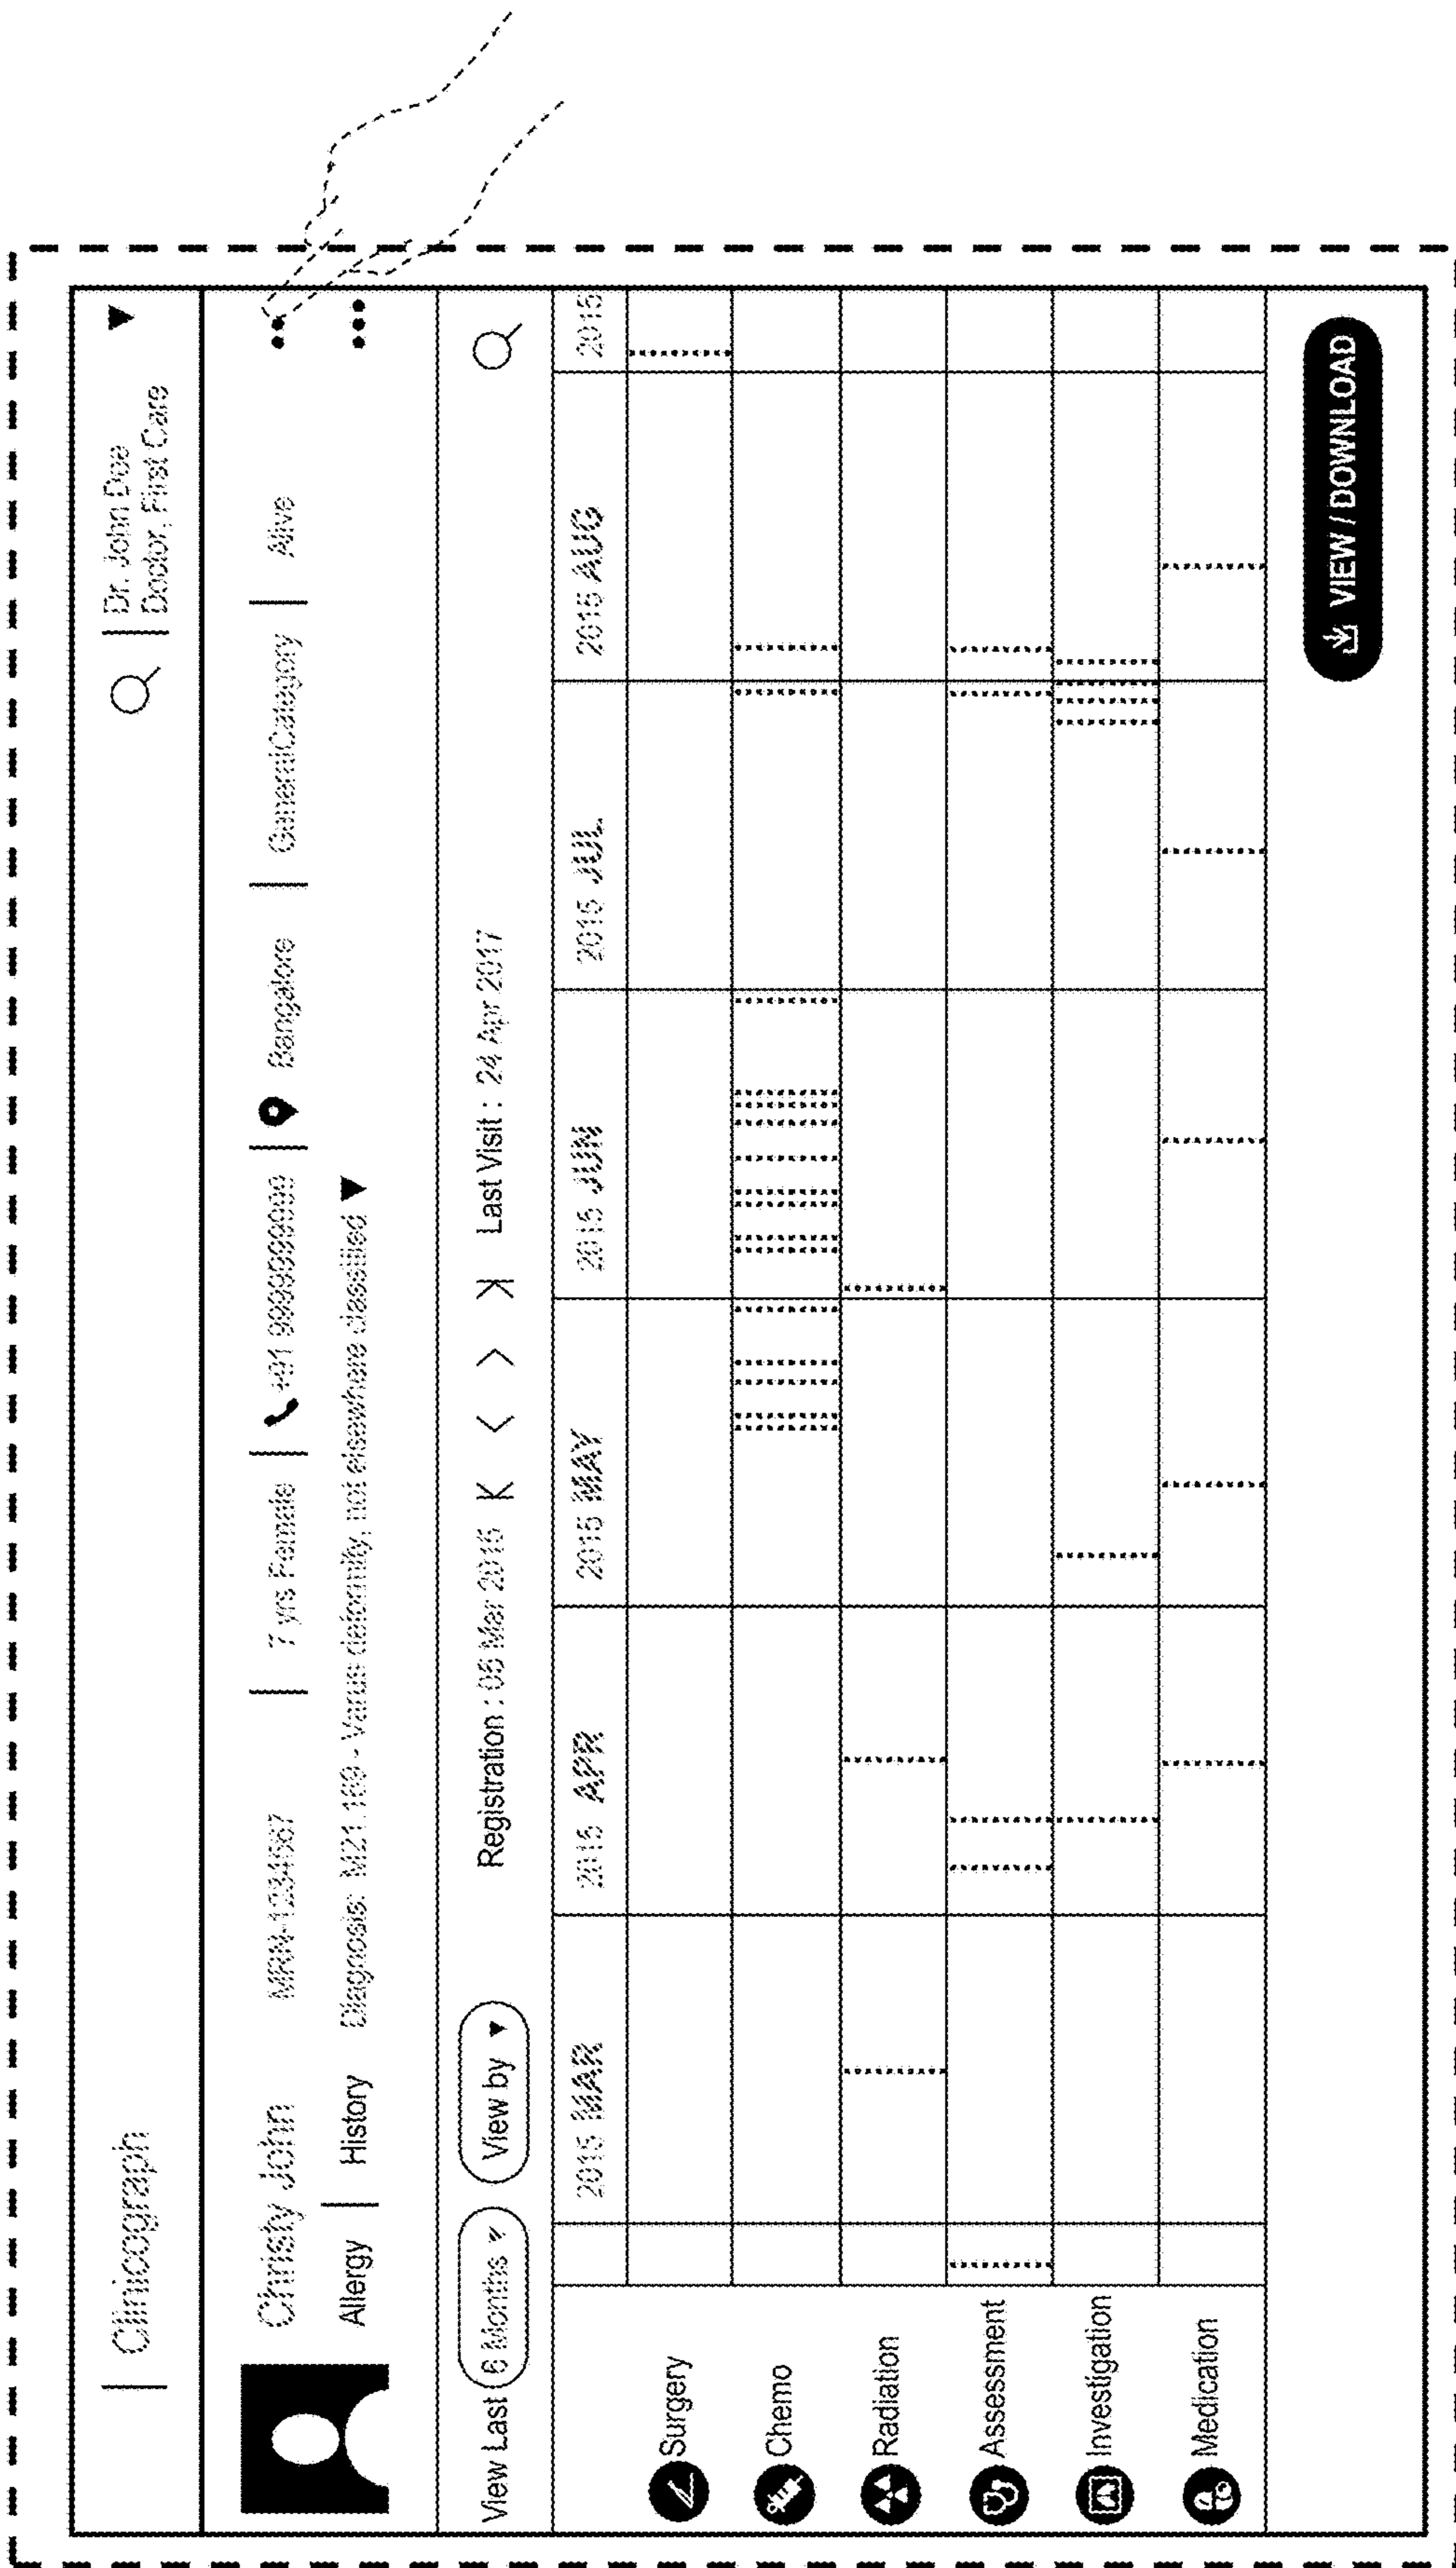 Clinicograph
Dr. John Doe
Doctor, First Care
Christy John MRN-1234567 7 yrs Female +91 9999999999 Bangalore GeneralCategory Alive
Allergy History Diagnosis: M21.169 - Varus deformity, not elsewhere classified
View Last 6 Months View by Registration : 05 Mar 2015 K < > K Last Visit : 24 Apr 2017
2015 MAR 2015 APR 2015 MAY 2015 JUN 2015 JUL 2015 AUG 2015
Surgery
Chemo
Radiation
Assessment
Investigation
Medication
VIEW / DOWNLOAD